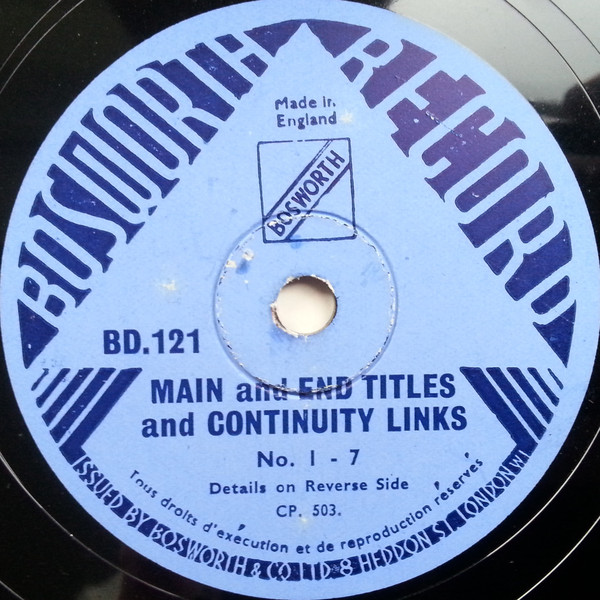 BOSWORTH RECORD
Made in
England
BOSWORTH
BD.121
MAIN and END TITLES
and CONTINUITY LINKS
No. 1 - 7
Details on Reverse Side
CP. 503.
Tous droits d'exécution et de reproduction réservés
ISSUED BY BOSWORTH & CO LTD 8 HEDDON ST. LONDON W.1.